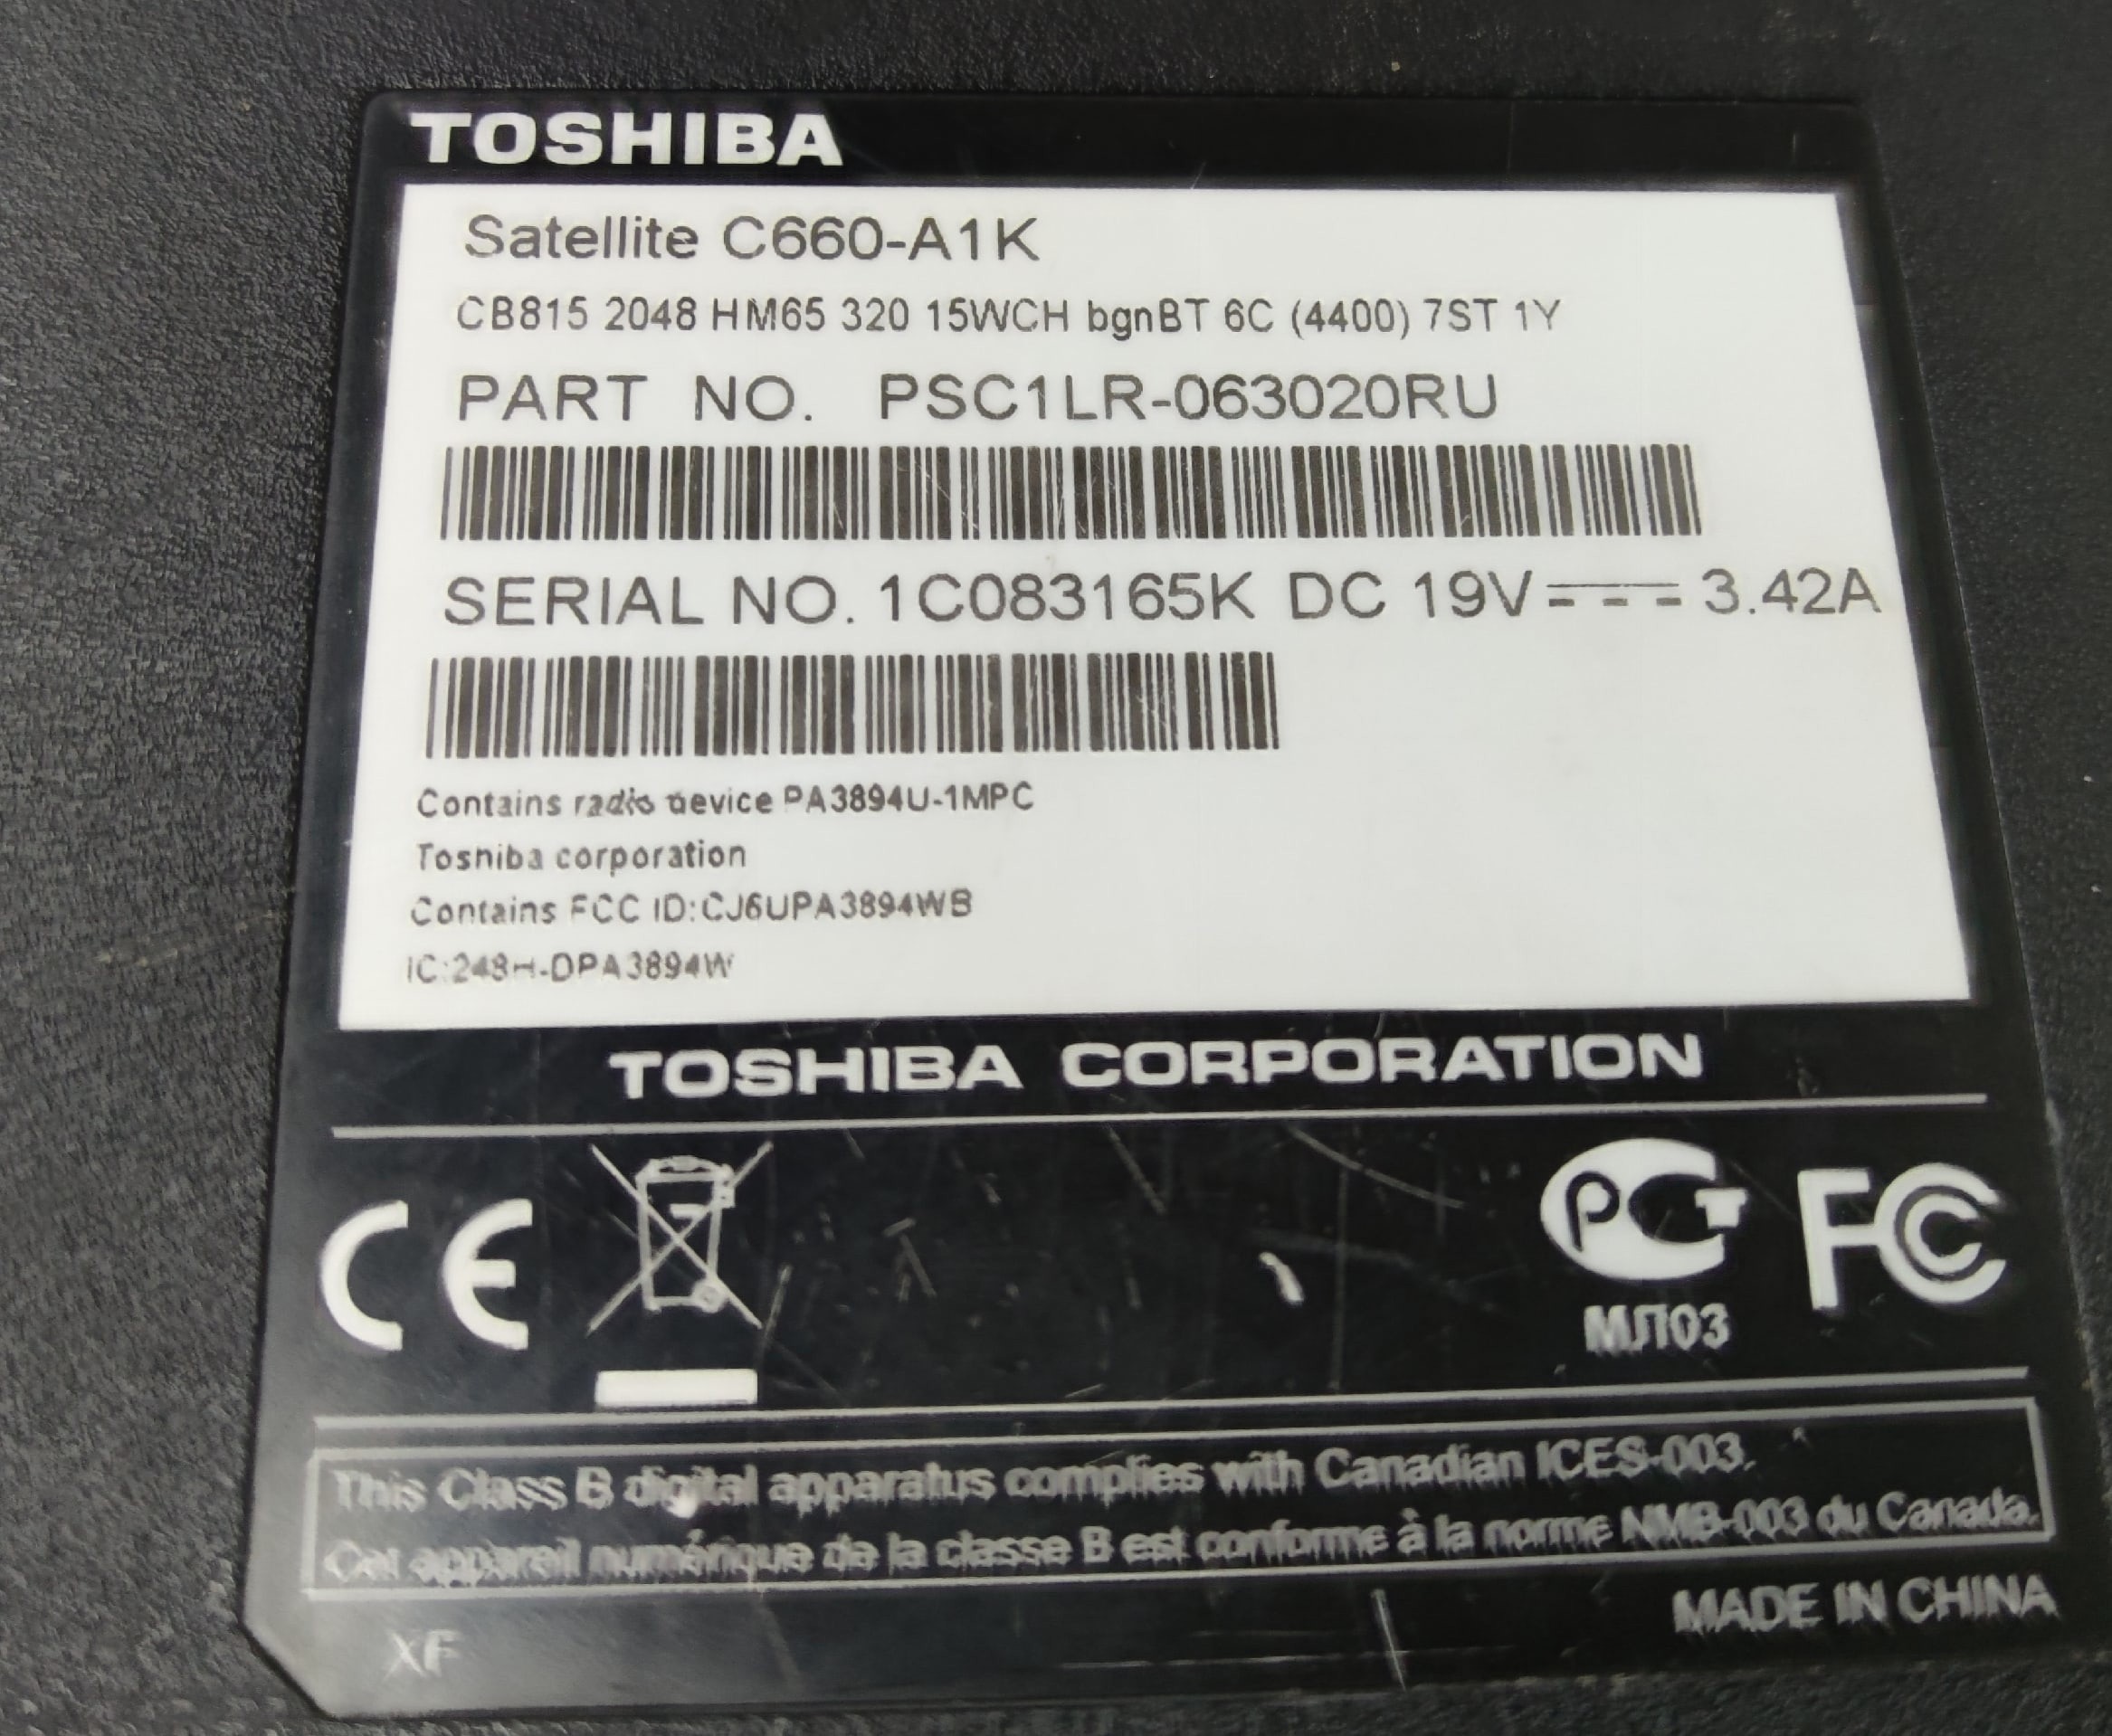 TOSHIBA
Satellite C660-A1K
CB815 2048 HM65 320 15WCH bgnBT 6C (4400) 7ST 1Y
PART NO. PSC1LR-063020RU
SERIAL NO. 1C083165K DC 19V 3.42A
Contains radio device PA3894U-1MPC
Toshiba corporation
Contains FCC ID:CJ6UPA3894WB
IC:248H-DPA3894W
TOSHIBA CORPORATION
CE
РСТ FC
МЛ03
This Class B digital apparatus complies with Canadian ICES-003.
Cet appareil numérique de la classe B est conforme à la norme NMB-003 du Canada.
MADE IN CHINA
XF